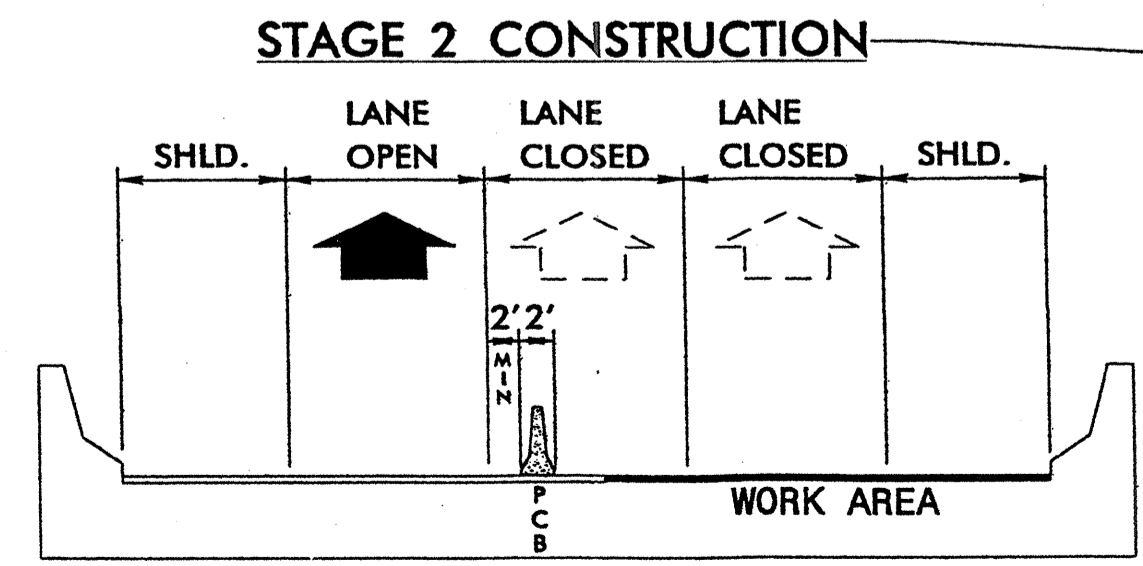 STAGE 2 CONSTRUCTION
SHLD.
LANE
OPEN
LANE
CLOSED
LANE
CLOSED
SHLD.
2' 2'
MIN
PCB
WORK AREA